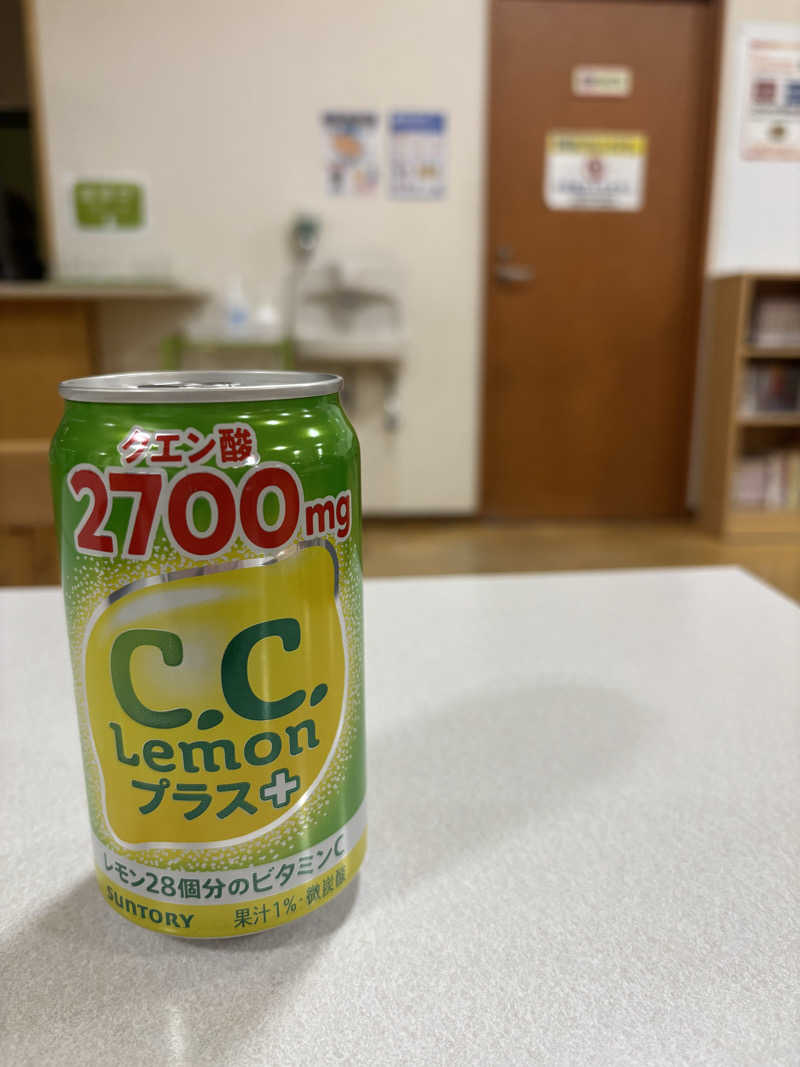 クエン酸
2700mg
C.C.
Lemon
プラス+
レモン28個分のビタミンC
SUNTORY 果汁1%・微炭酸